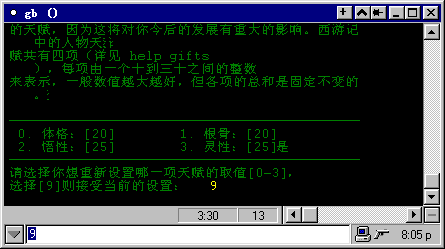 gb ()
的天赋，因为这将对你今后的发展有重大的影响。西游记
中的人物天注
赋共有四项（详见 help gifts
），每项由一个十到三十之间的整数
来表示，一般数值越大越好，但各项的总和是固定不变的
。:
0. 体格：[20] 1. 根骨：[20]
2. 悟性：[25] 3. 灵性：[25]是
请选择你想重新设置哪一项天赋的取值[0-3]，
选择[9]则接受当前的设置： 9
3:30 13
9 8:05 p